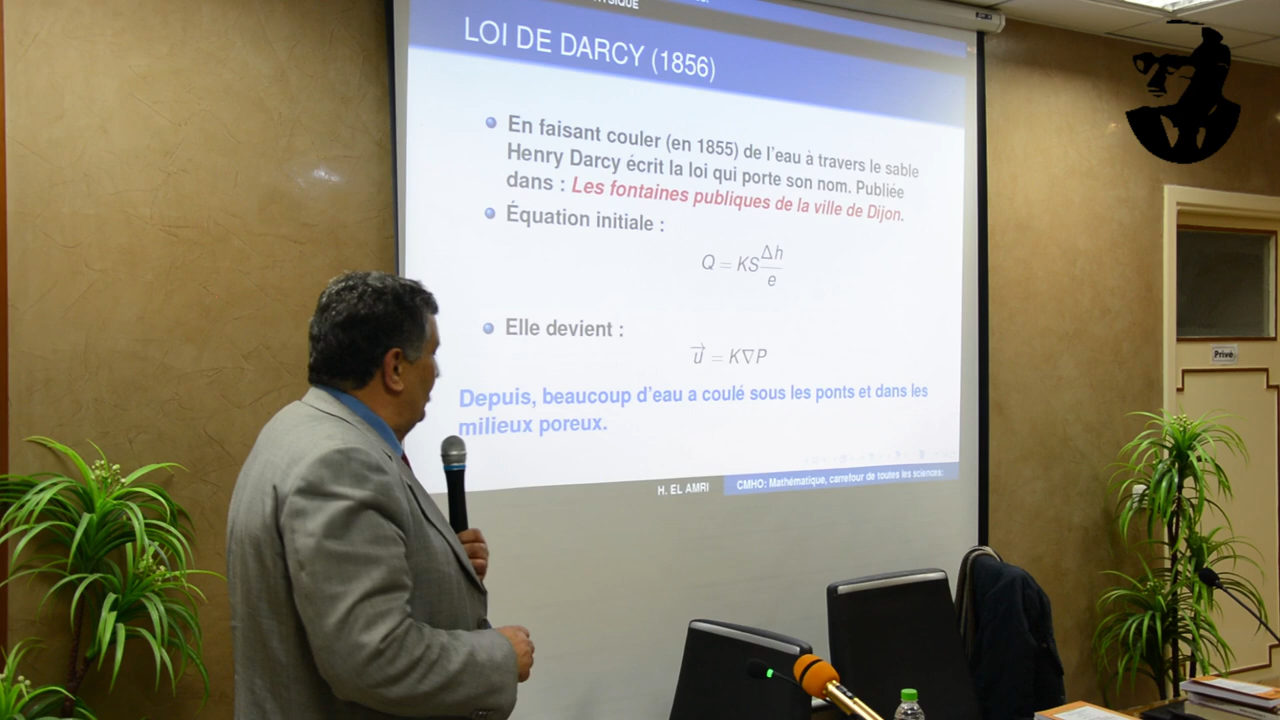 LOI DE DARCY (1856)
En faisant couler (en 1855) de l'eau à travers le sable
Henry Darcy écrit la loi qui porte son nom. Publiée
dans : Les fontaines publiques de la ville de Dijon.
Équation initiale :
Q = KS Δh/e
Elle devient :
u⃗ = K∇P
Depuis, beaucoup d'eau a coulé sous les ponts et dans les
milieux poreux.
H. EL AMRI CMHO: Mathématique, carrefour de toutes les sciences:
Privé